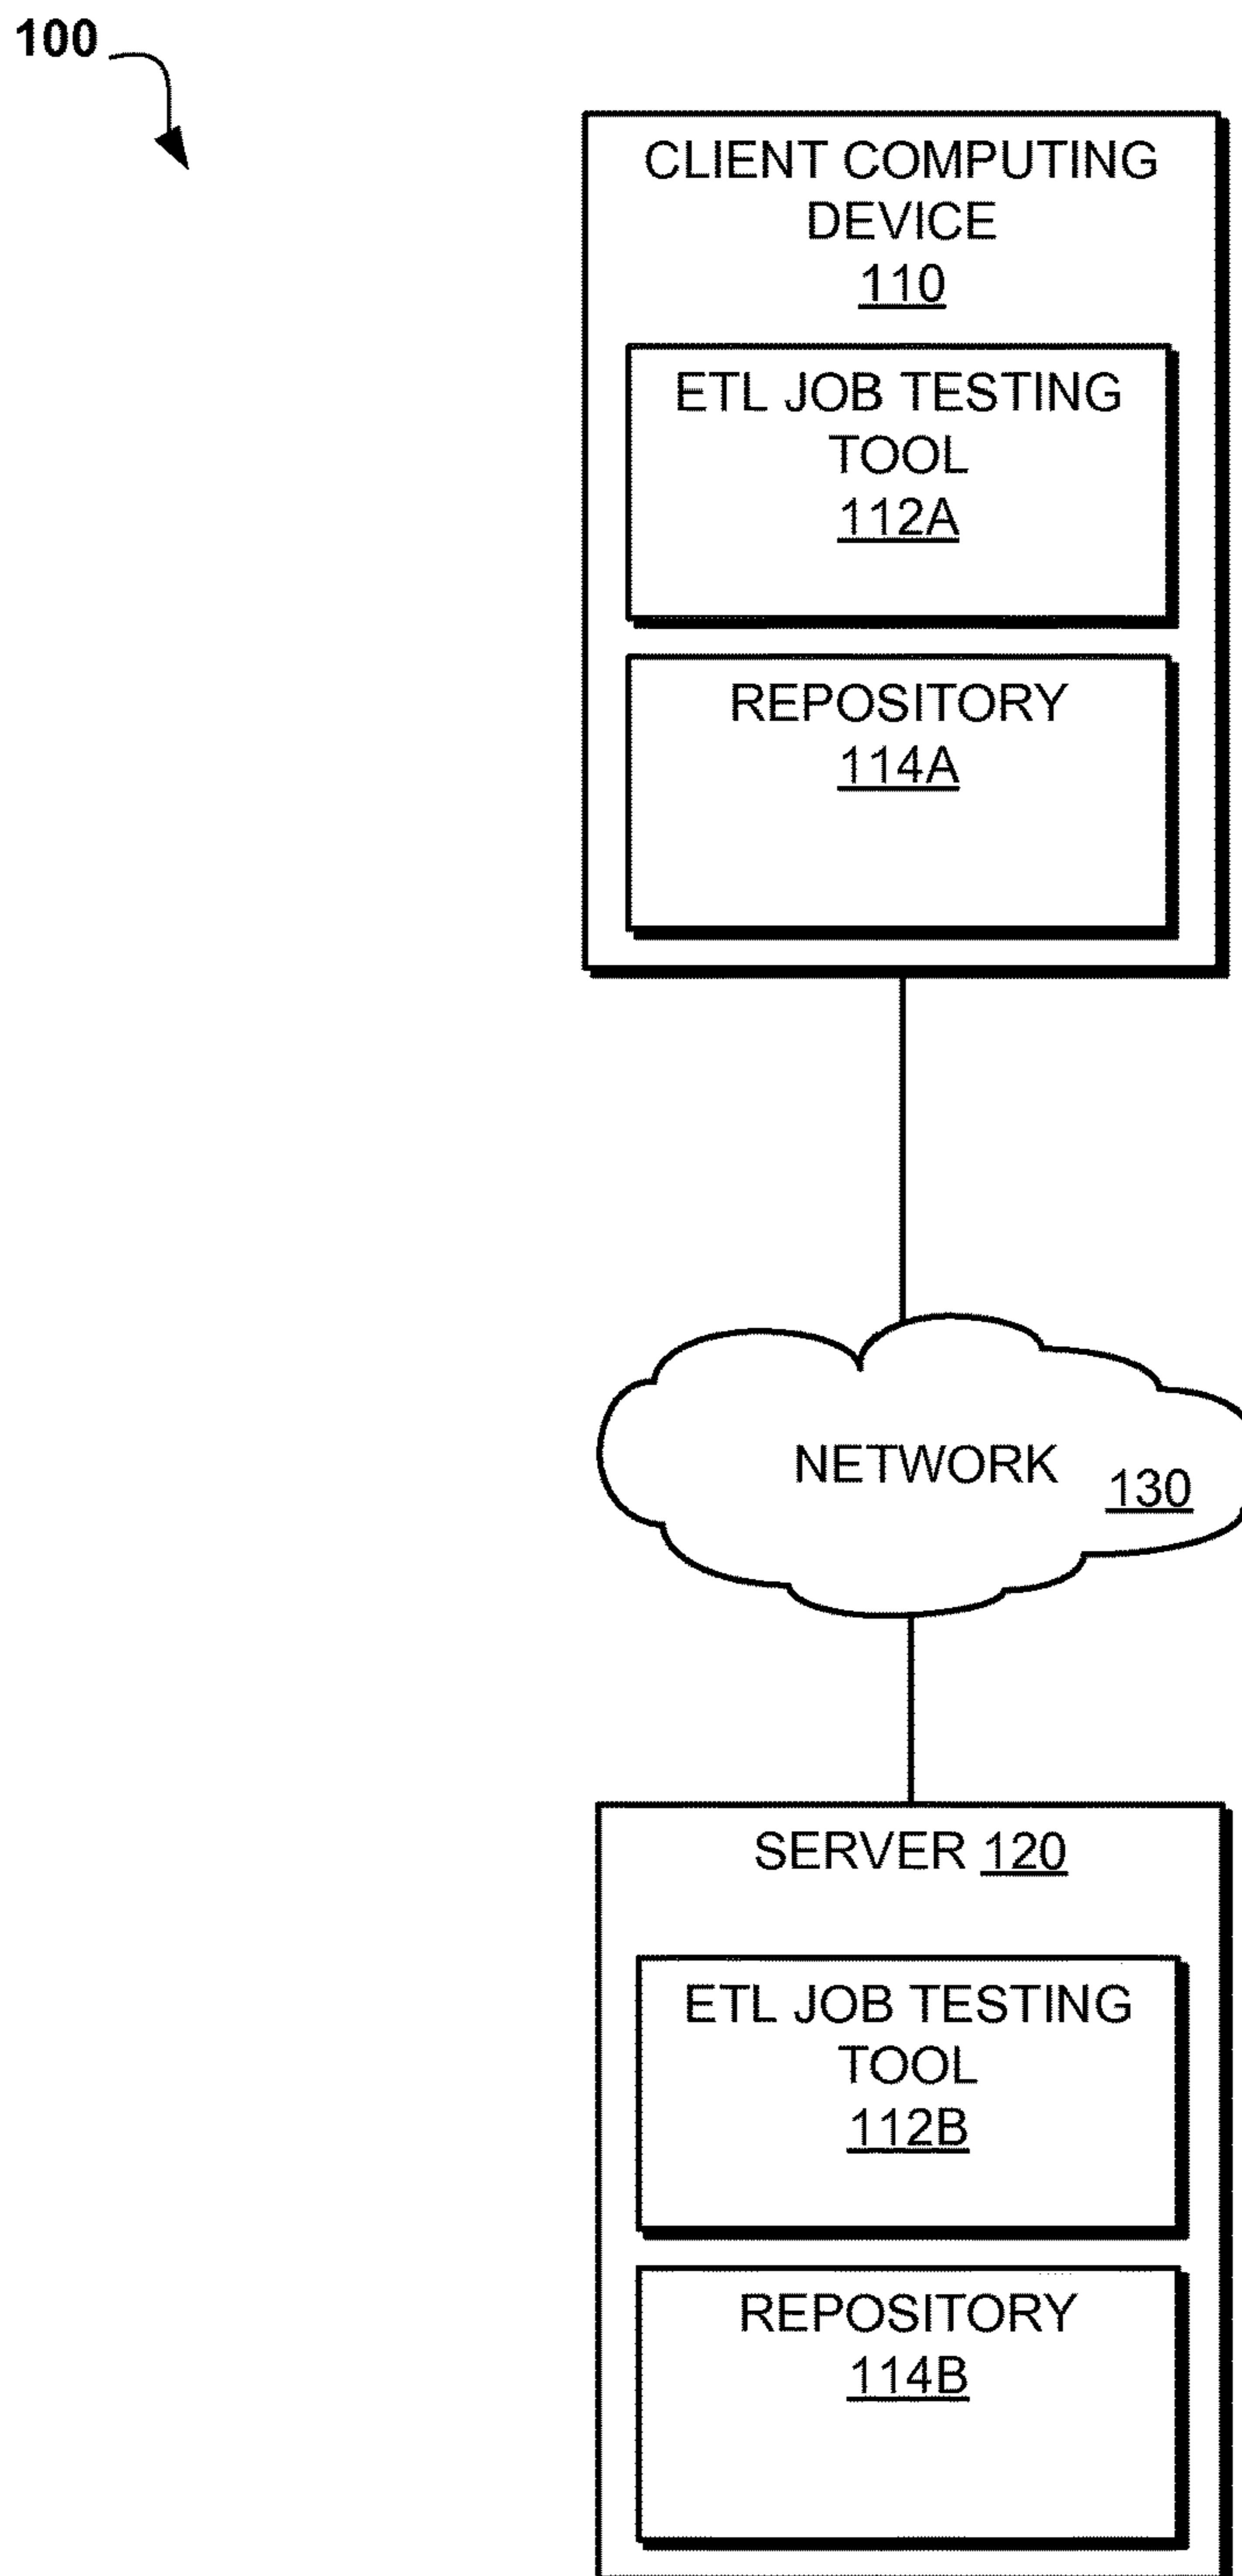 100
CLIENT COMPUTING
DEVICE
110
ETL JOB TESTING
TOOL
112A
REPOSITORY
114A
NETWORK 130
SERVER 120
ETL JOB TESTING
TOOL
112B
REPOSITORY
114B